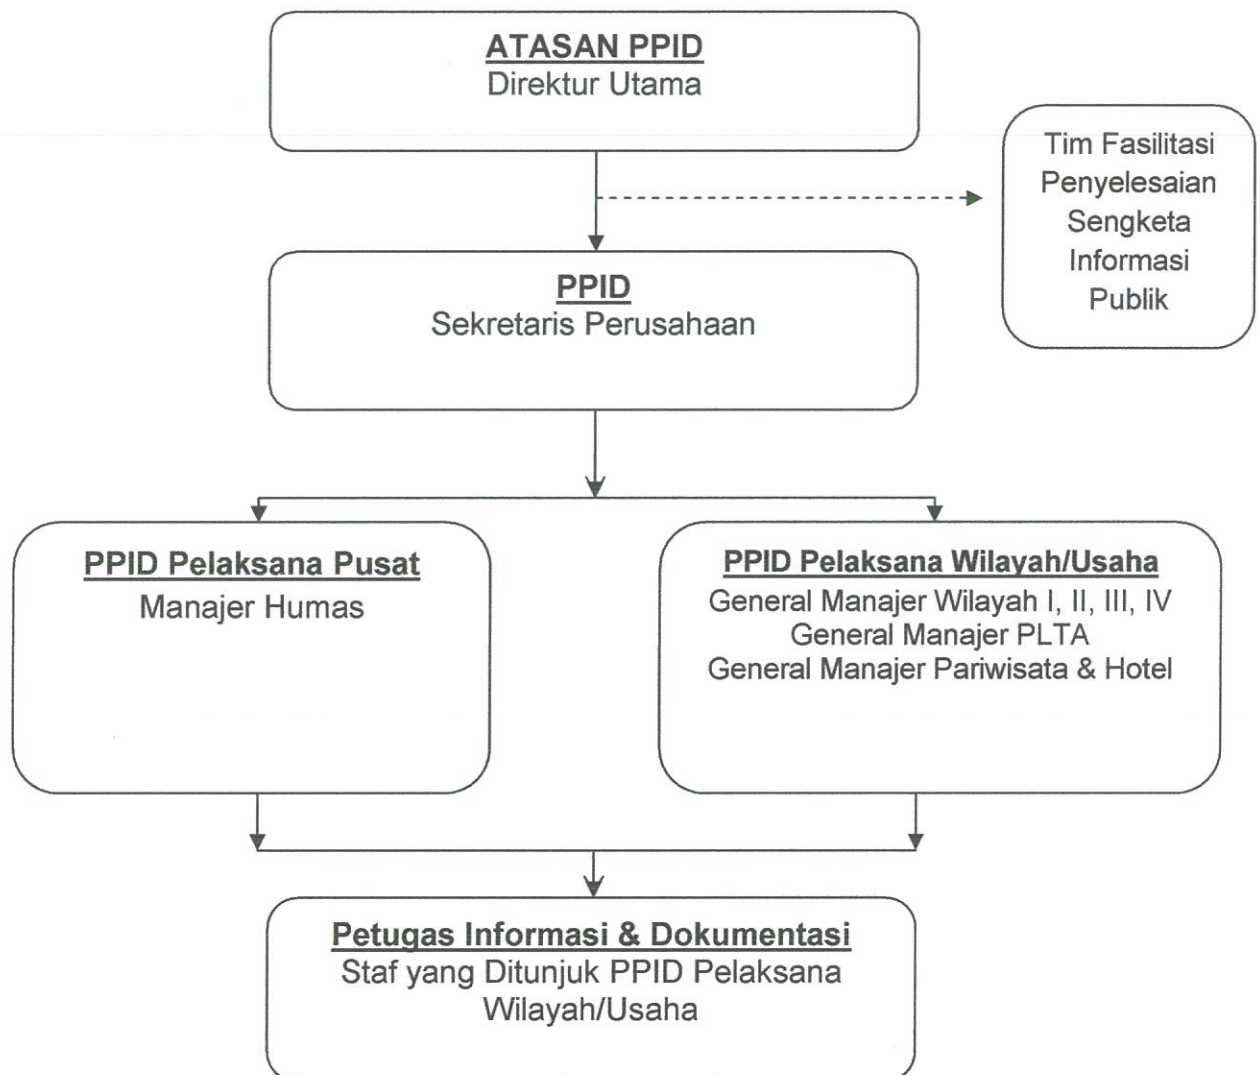 ATASAN PPID
Direktur Utama
Tim Fasilitasi
Penyelesaian
Sengketa
Informasi
Publik
PPID
Sekretaris Perusahaan
PPID Pelaksana Pusat
Manajer Humas
PPID Pelaksana Wilayah/Usaha
General Manajer Wilayah I, II, III, IV
General Manajer PLTA
General Manajer Pariwisata & Hotel
Petugas Informasi & Dokumentasi
Staf yang Ditunjuk PPID Pelaksana
Wilayah/Usaha